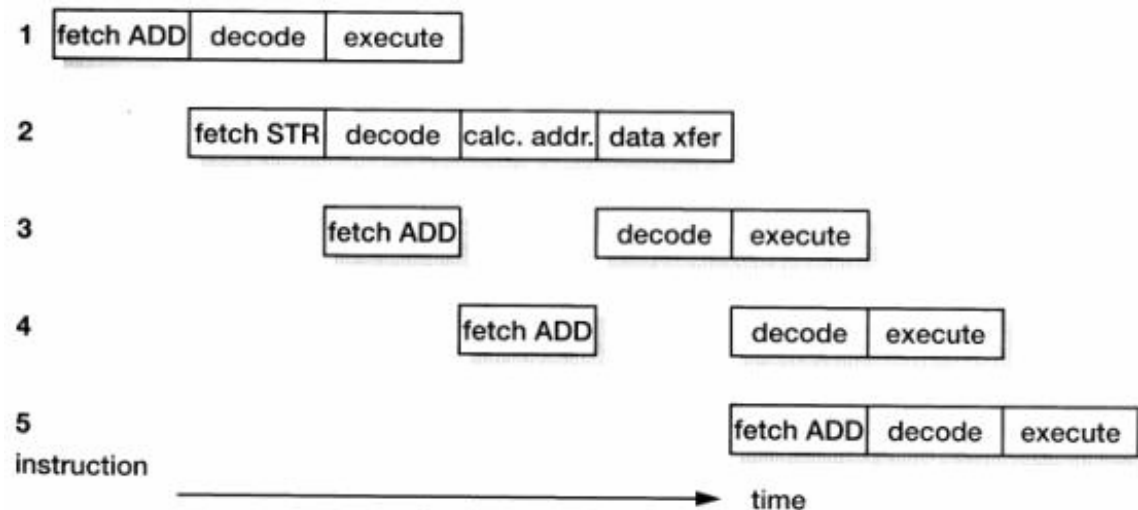 1 fetch ADD decode execute
2 fetch STR decode calc. addr. data xfer
3 fetch ADD decode execute
4 fetch ADD decode execute
5 fetch ADD decode execute
instruction
time